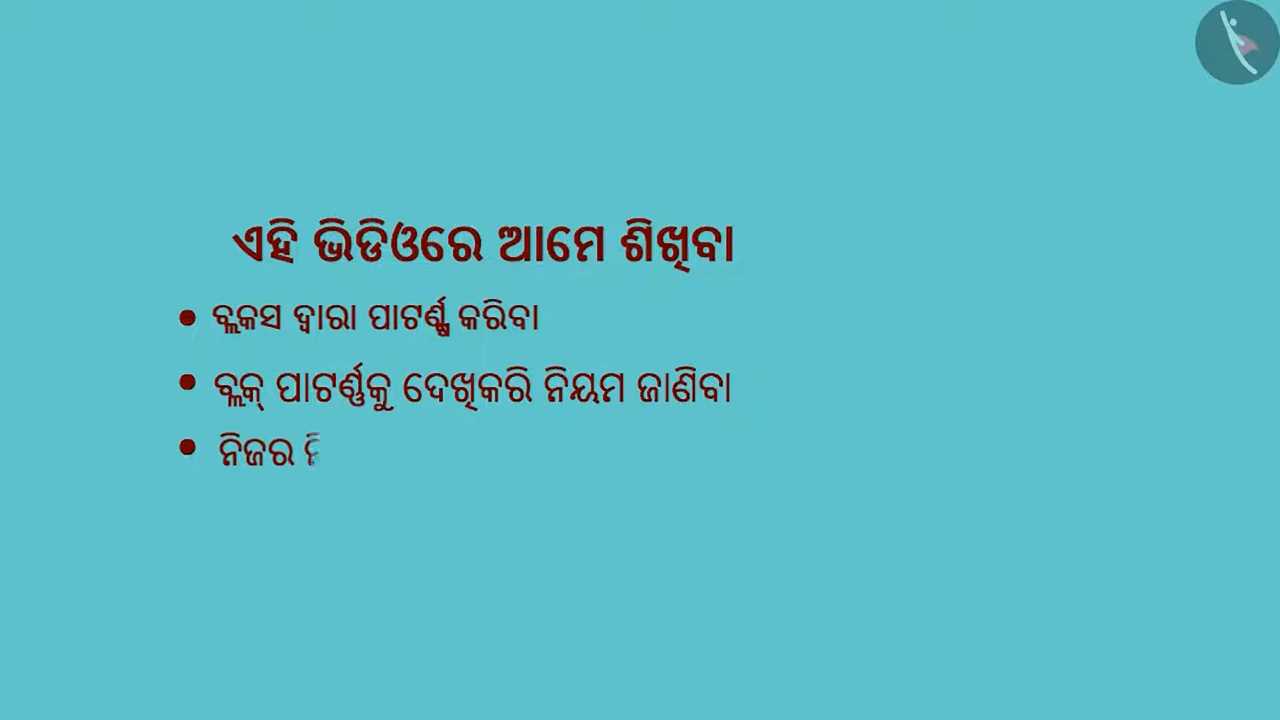 ଏହି ଭିଡିଓରେ ଆମେ ଶିଖିବା
ବ୍ଲକସ ଦ୍ୱାରା ପାଟର୍ଣ୍ଣ କରିବା
ବ୍ଲକ୍ ପାଟର୍ଣ୍ଣକୁ ଦେଖିକରି ନିୟମ ଜାଣିବା
ନିଜର